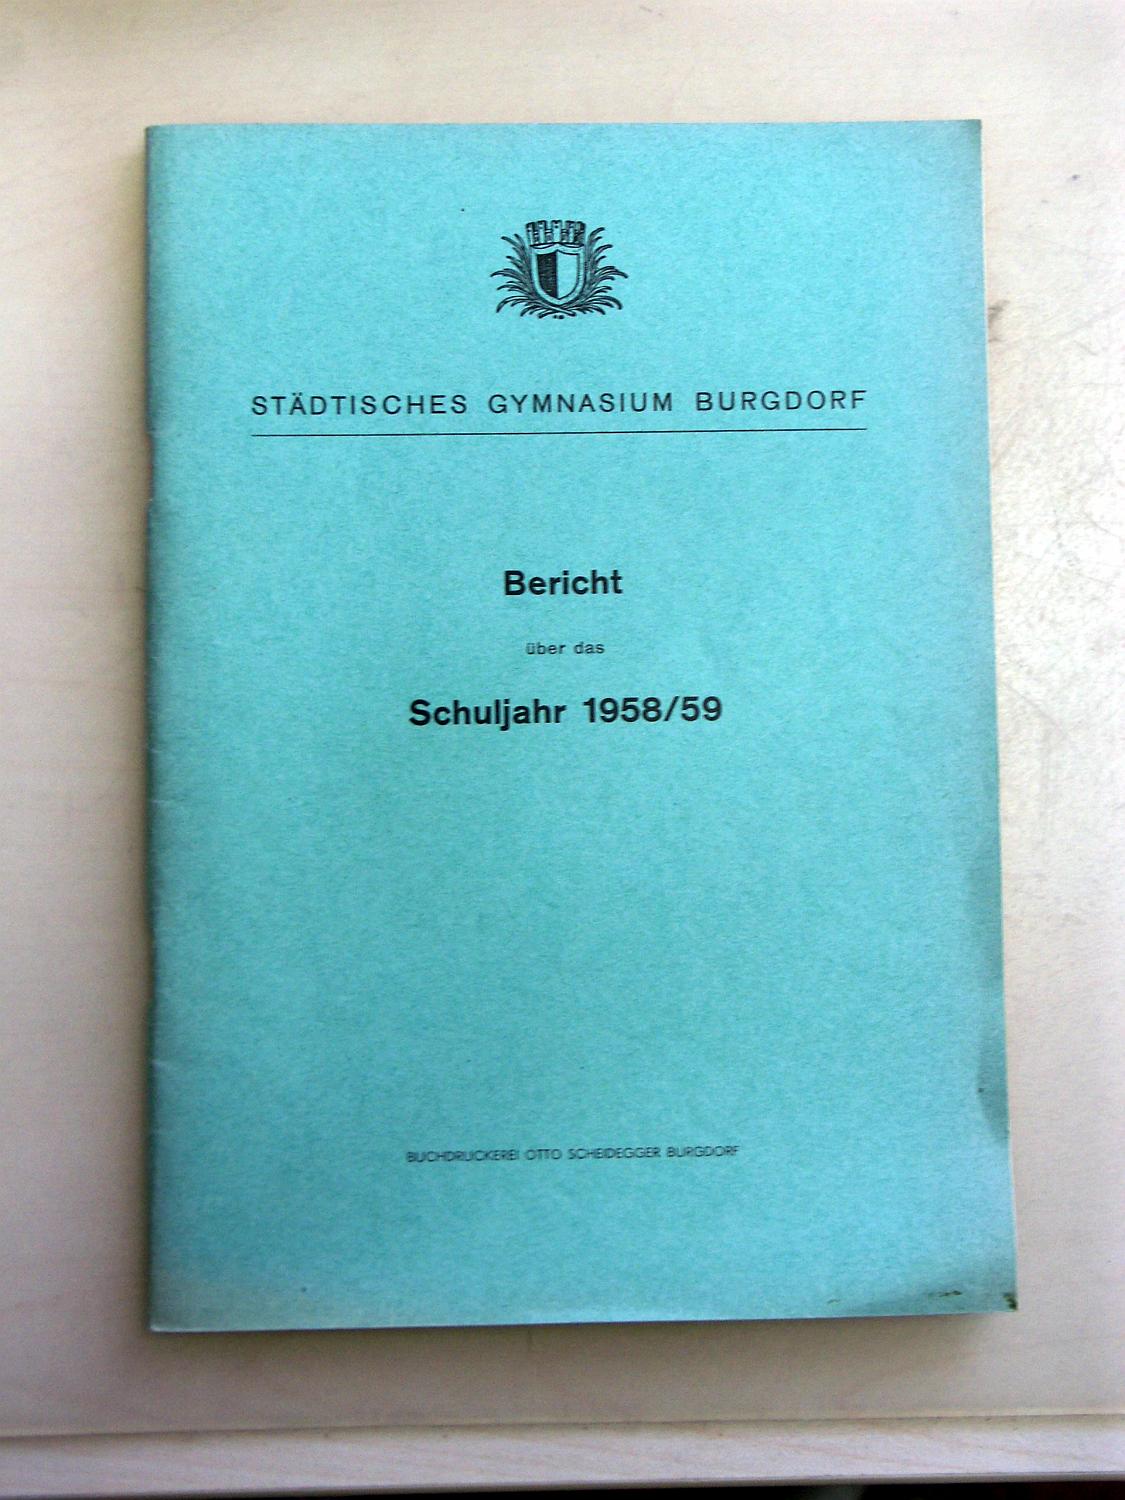 STÄDTISCHES GYMNASIUM BURGDORF
Bericht
über das
Schuljahr 1958/59
BUCHDRUCKEREI OTTO SCHEIDEGGER BURGDORF